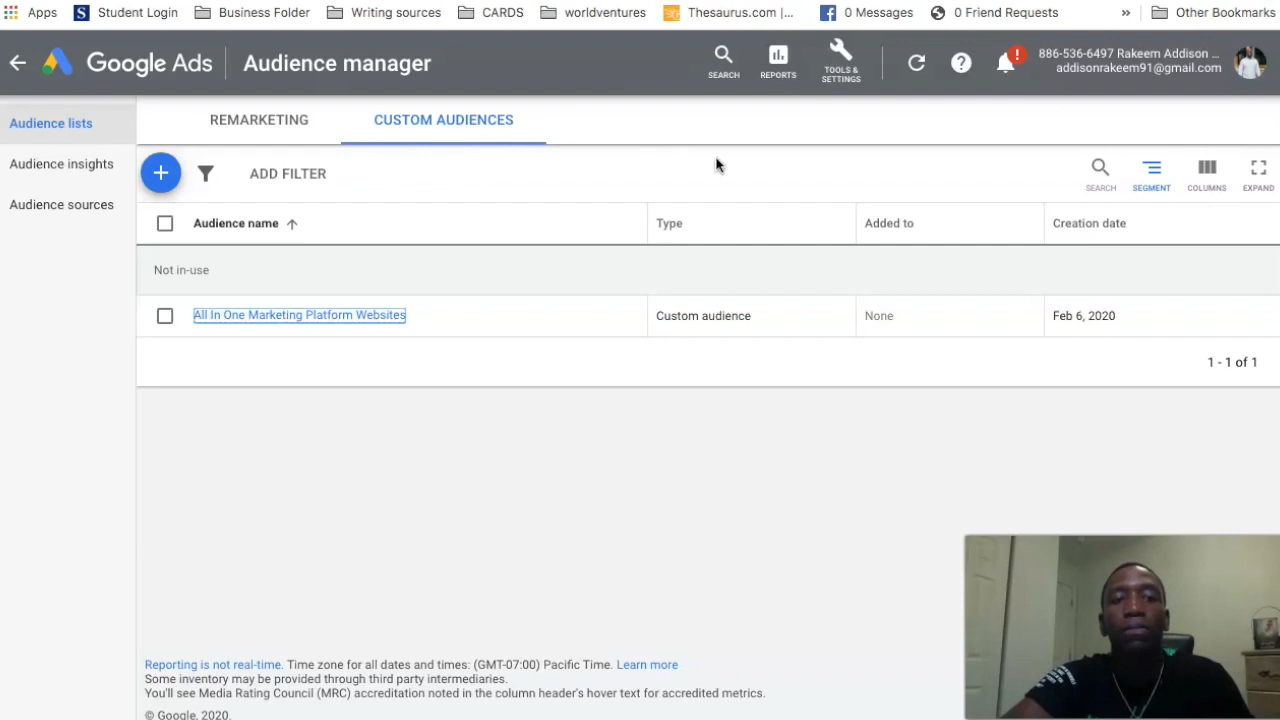 Apps Student Login Business Folder Writing sources CARDS worldventures Thesaurus.com |... 0 Messages 0 Friend Requests » Other Bookmarks
Google Ads Audience manager
SEARCH REPORTS TOOLS & SETTINGS
886-536-6497 Rakeem Addison ...
addisonrakeem91@gmail.com
Audience lists
Audience insights
Audience sources
REMARKETING CUSTOM AUDIENCES
ADD FILTER
SEARCH SEGMENT COLUMNS EXPAND
Audience name Type Added to Creation date
Not in-use
All In One Marketing Platform Websites Custom audience None Feb 6, 2020
1 - 1 of 1
Reporting is not real-time. Time zone for all dates and times: (GMT-07:00) Pacific Time. Learn more
Some inventory may be provided through third party intermediaries.
You'll see Media Rating Council (MRC) accreditation noted in the column header's hover text for accredited metrics.
© Google, 2020.